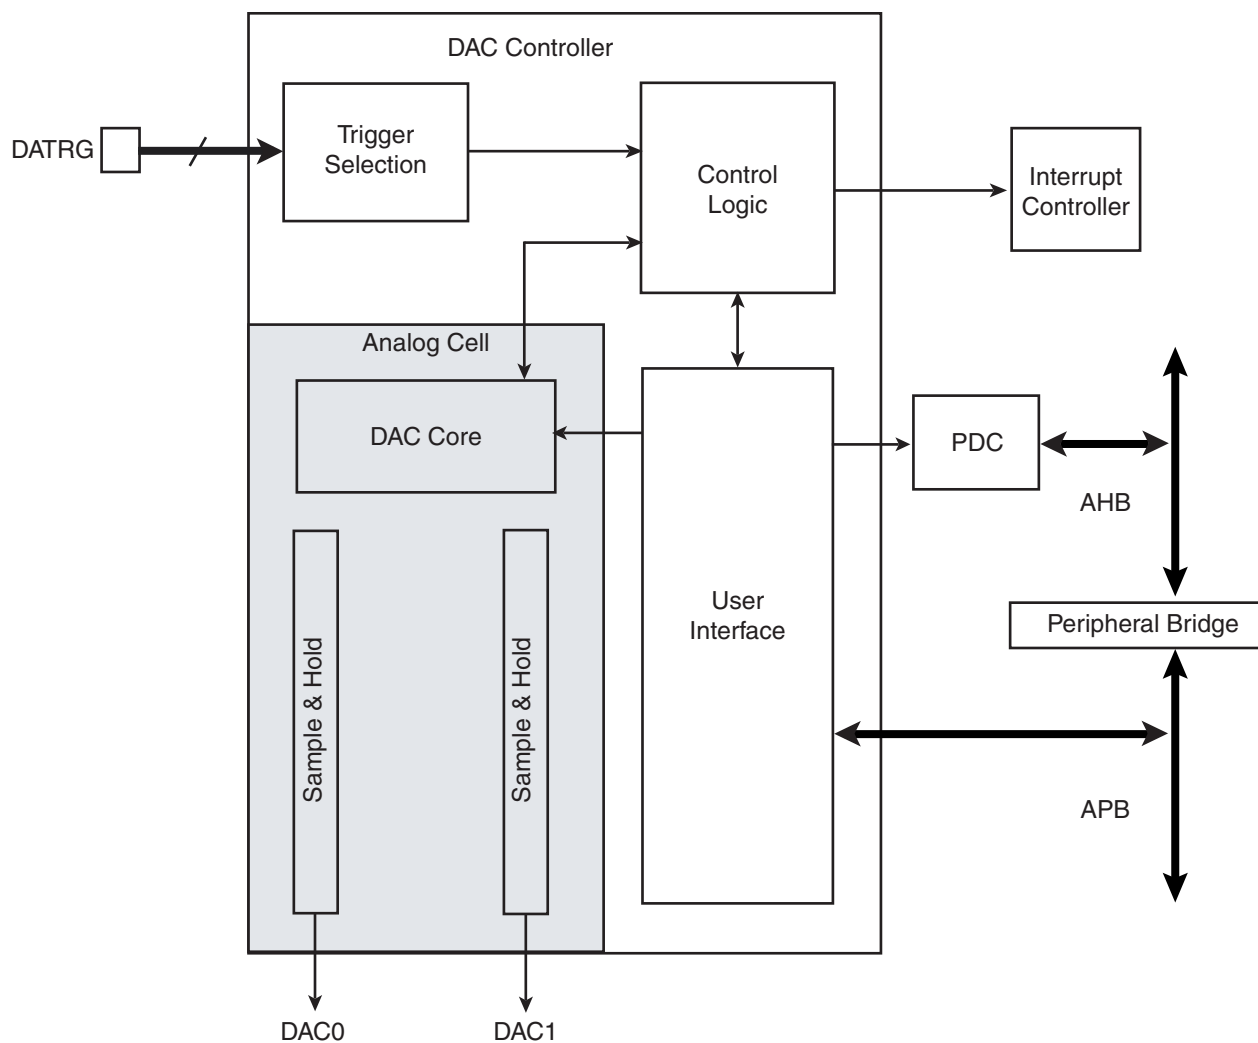 DAC Controller
DATRG
Trigger
Selection
Control
Logic
Interrupt
Controller
Analog Cell
DAC Core
PDC
AHB
User
Interface
Peripheral Bridge
Sample & Hold
Sample & Hold
APB
DAC0
DAC1